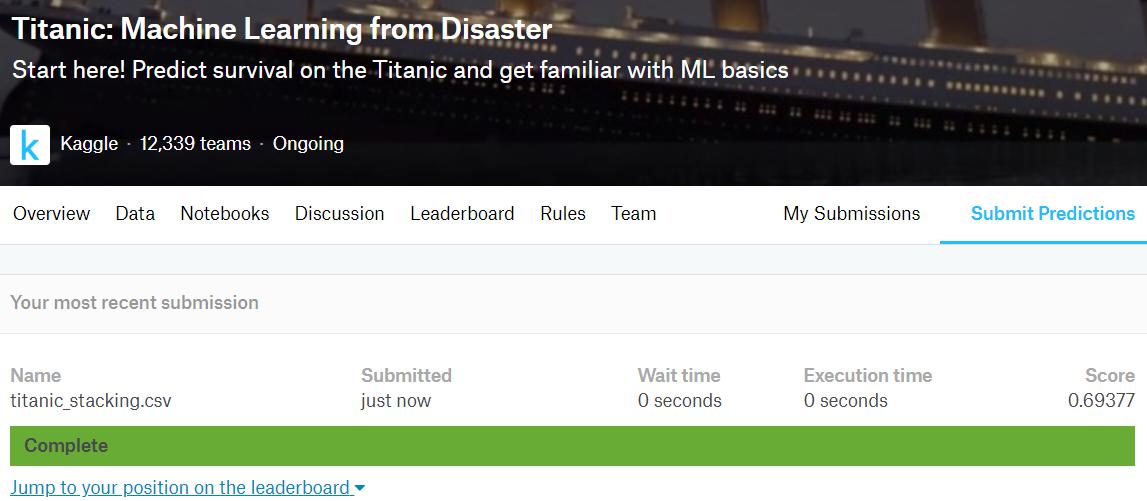 Titanic: Machine Learning from Disaster
Start here! Predict survival on the Titanic and get familiar with ML basics
k Kaggle · 12,339 teams · Ongoing
Overview Data Notebooks Discussion Leaderboard Rules Team My Submissions Submit Predictions
Your most recent submission
Name Submitted Wait time Execution time Score
titanic_stacking.csv just now 0 seconds 0 seconds 0.69377
Complete
Jump to your position on the leaderboard